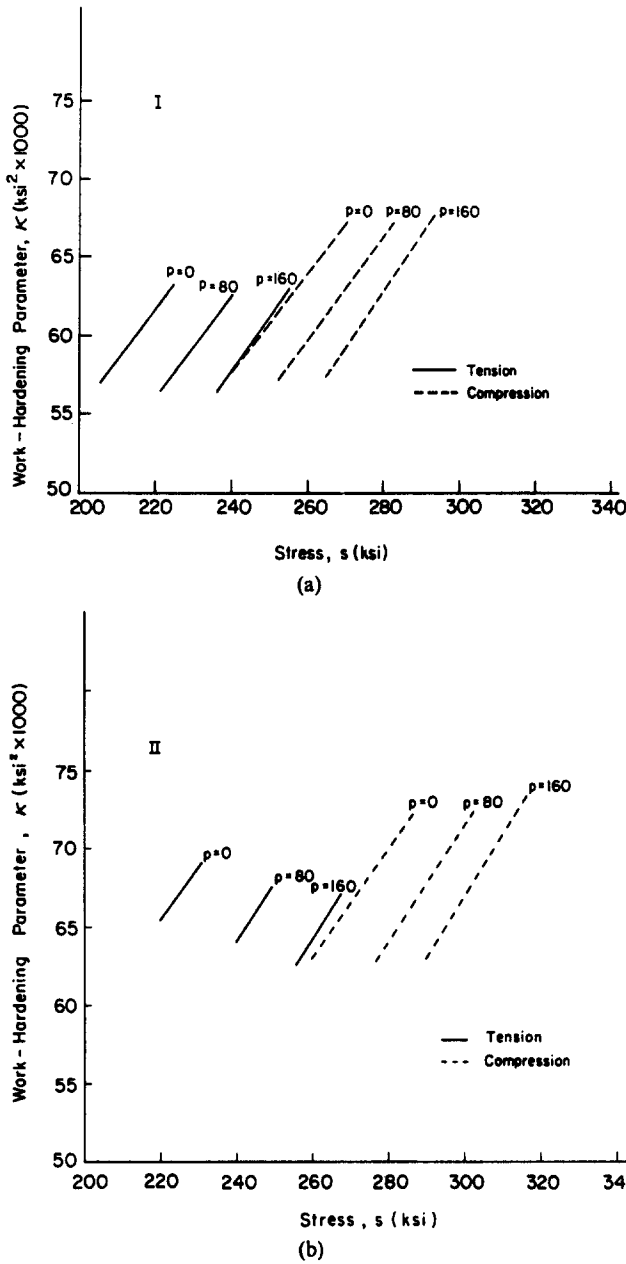 I
75
70
65
60
55
50
Work-Hardening Parameter, K (ksi² × 1000)
p=0
p=80
p=160
p=0
p=80
p=160
Tension
Compression
200 220 240 260 280 300 320 340
Stress, s (ksi)
(a)
II
75
70
65
60
55
50
Work-Hardening Parameter, K (ksi² × 1000)
p=0
p=80
p=160
p=0
p=80
p=160
Tension
Compression
200 220 240 260 280 300 320 340
Stress, s (ksi)
(b)